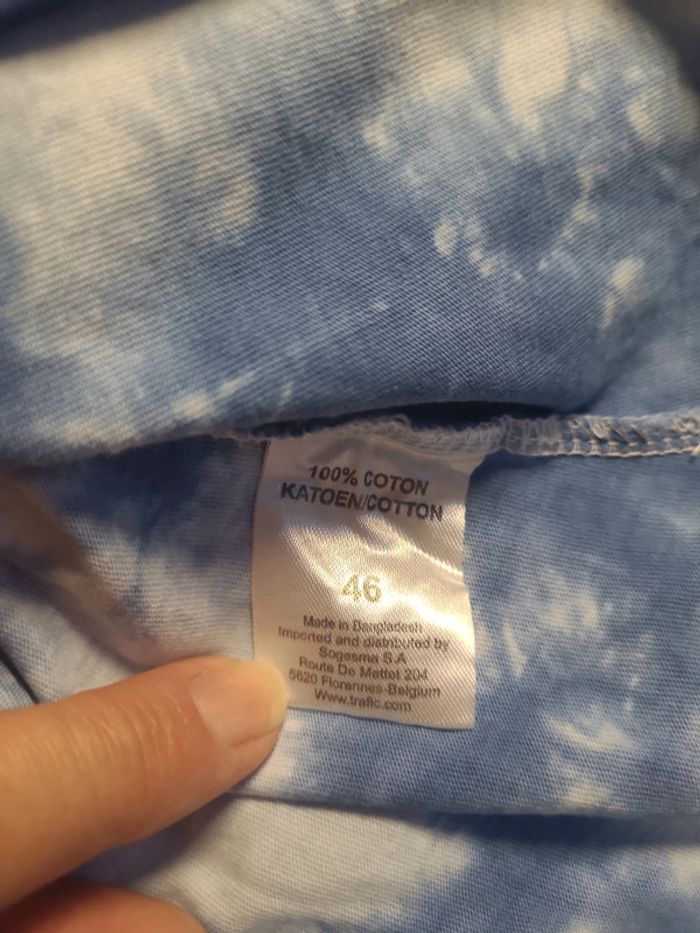 100% COTON
KATOEN/COTTON
46
Made in Bangladesh
Imported and distributed by
Sogesma S.A
Route De Mettet 204
5620 Florennes-Belgium
Www.trafic.com